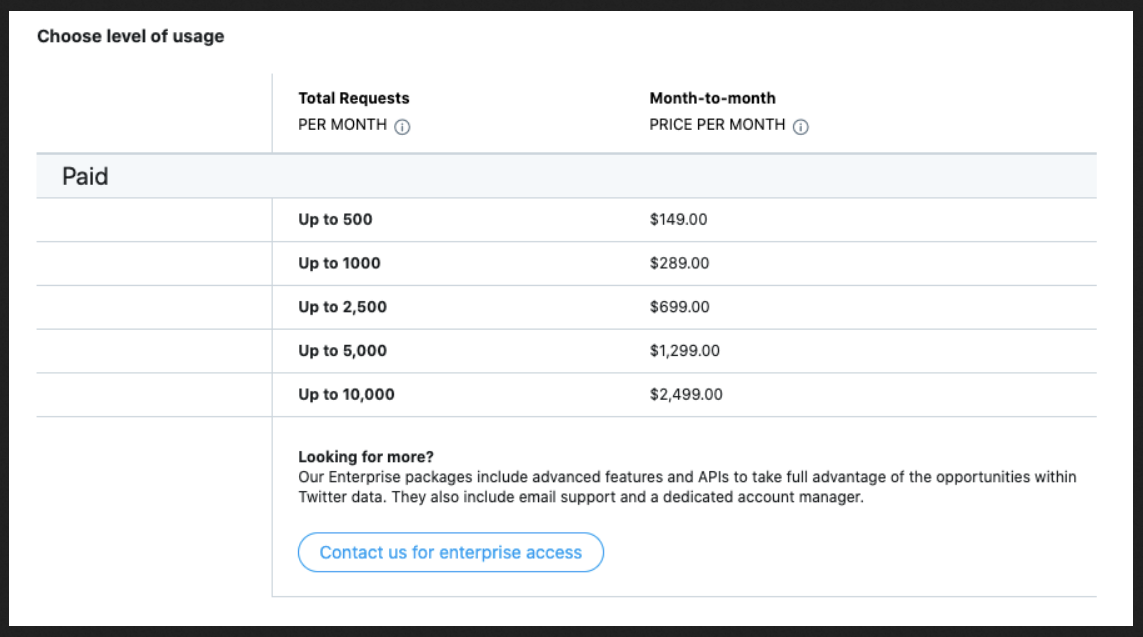 Choose level of usage
Total Requests
Month-to-month
PER MONTH
PRICE PER MONTH
Paid
Up to 500
$149.00
Up to 1000
$289.00
Up to 2,500
$699.00
Up to 5,000
$1,299.00
Up to 10,000
$2,499.00
Looking for more?
Our Enterprise packages include advanced features and APIs to take full advantage of the opportunities within
Twitter data. They also include email support and a dedicated account manager.
Contact us for enterprise access